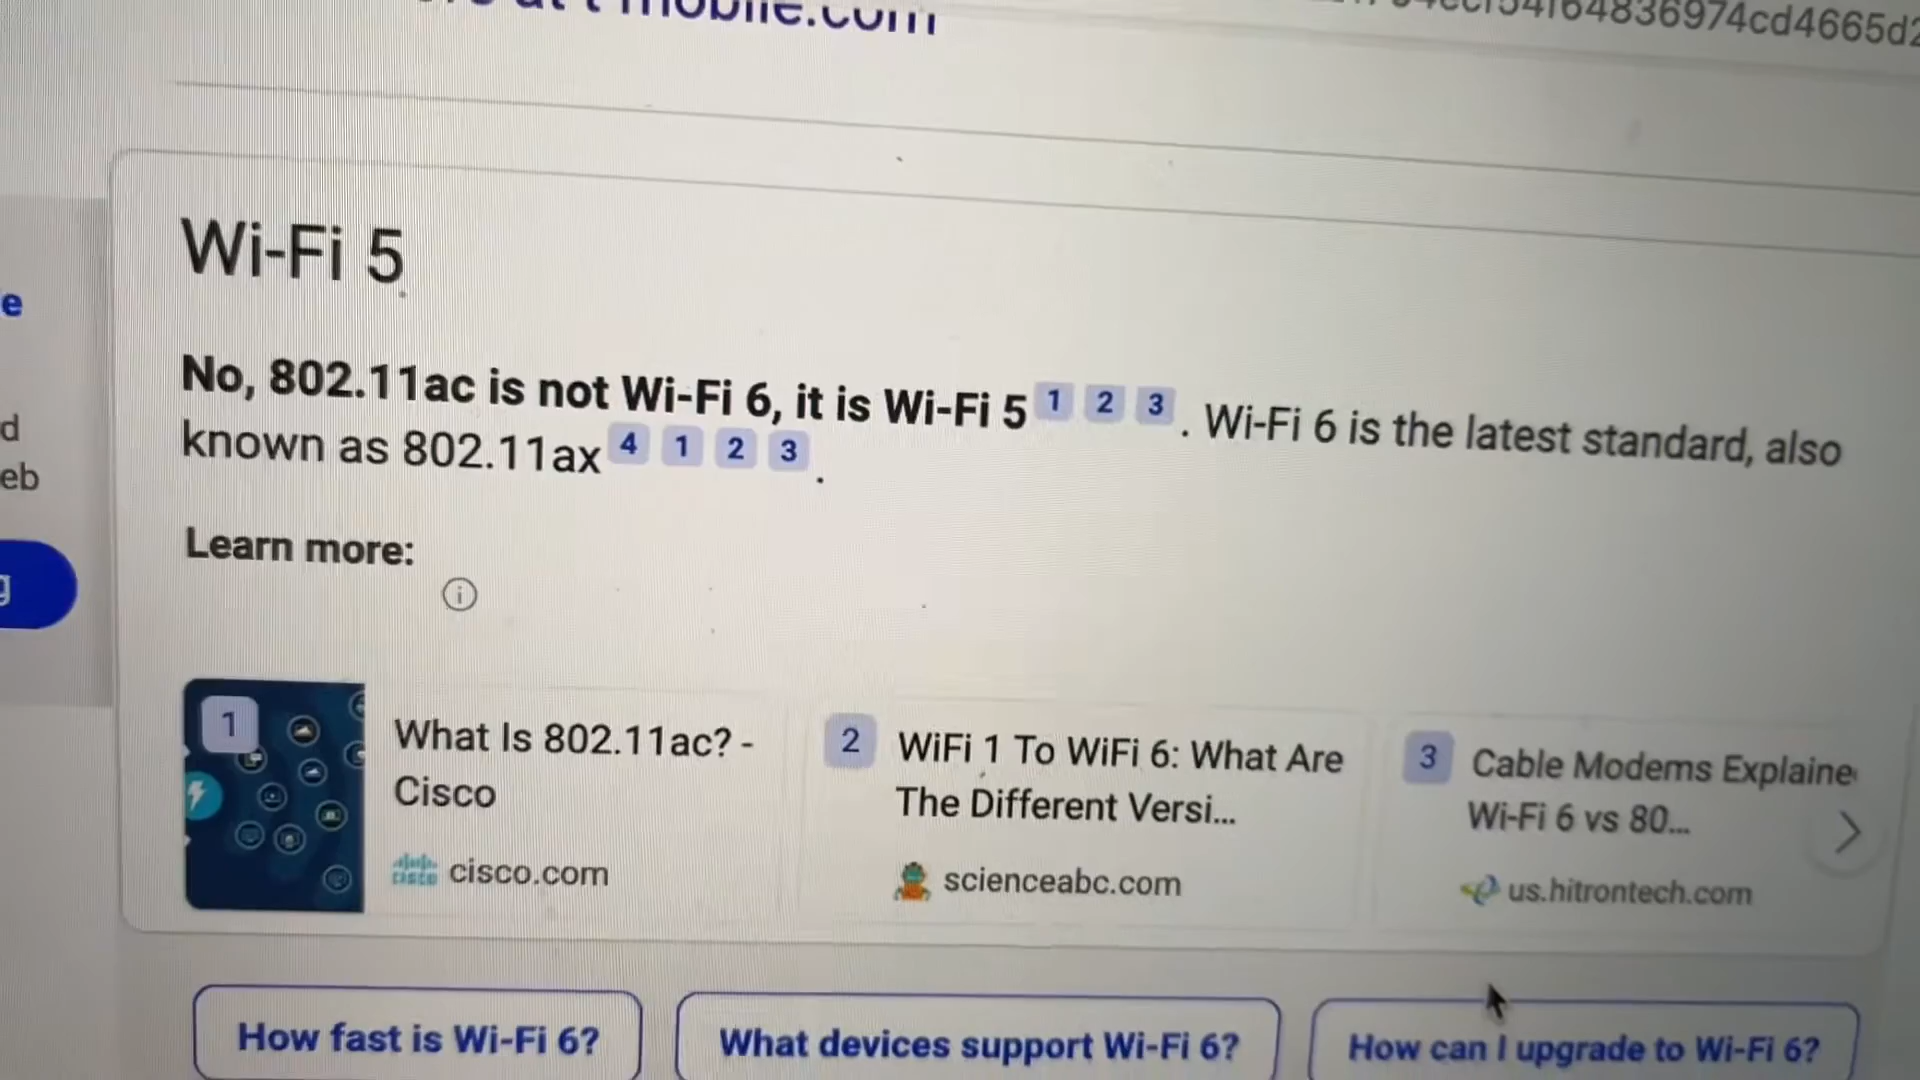 mobile.com
Wi-Fi 5
e
No, 802.11ac is not Wi-Fi 6, it is Wi-Fi 5 1 2 3 . Wi-Fi 6 is the latest standard, also
known as 802.11ax 4 1 2 3 .
d
eb
Learn more:
g
1
What Is 802.11ac? -
Cisco
cisco.com
2
WiFi 1 To WiFi 6: What Are
The Different Versi...
scienceabc.com
3
Cable Modems Explaine
Wi-Fi 6 vs 80...
us.hitrontech.com
How fast is Wi-Fi 6?
What devices support Wi-Fi 6?
How can I upgrade to Wi-Fi 6?